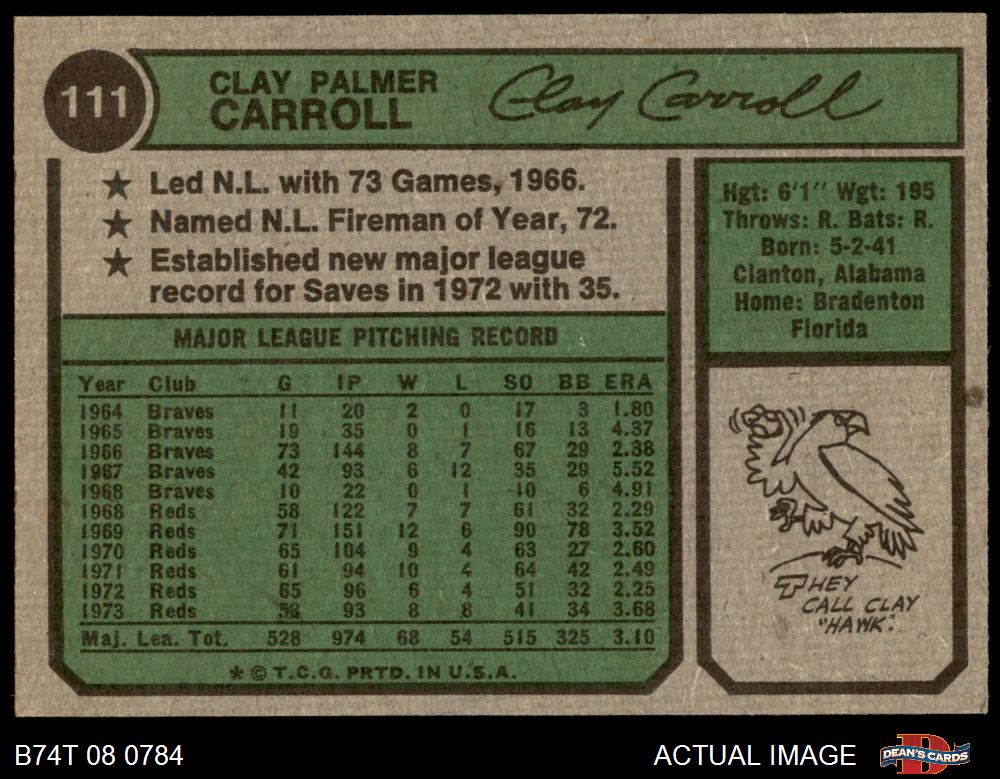 111
CLAY PALMER
CARROLL
Clay Carroll
★ Led N.L. with 73 Games, 1966.
★ Named N.L. Fireman of Year, 72.
★ Established new major league
record for Saves in 1972 with 35.
Hgt: 6'1" Wgt: 195
Throws: R. Bats: R.
Born: 5-2-41
Clanton, Alabama
Home: Bradenton
Florida
MAJOR LEAGUE PITCHING RECORD
Year Club G IP W L SO BB ERA
1964 Braves 11 20 2 0 17 3 1.80
1965 Braves 19 35 0 1 16 13 4.37
1966 Braves 73 144 8 7 67 29 2.38
1967 Braves 42 93 6 12 35 29 5.52
1968 Braves 10 22 0 1 10 6 4.91
1968 Reds 58 122 7 7 61 32 2.29
1969 Reds 71 151 12 6 90 78 3.52
1970 Reds 65 104 9 4 63 27 2.60
1971 Reds 61 94 10 4 64 42 2.49
1972 Reds 65 96 6 4 51 32 2.25
1973 Reds 53 93 8 8 41 34 3.68
Maj. Lea. Tot. 528 974 68 54 515 325 3.10
* © T.C.G. PRTD. IN U.S.A.
THEY
CALL CLAY
"HAWK".
B74T 08 0784
ACTUAL IMAGE
DEAN'S CARDS